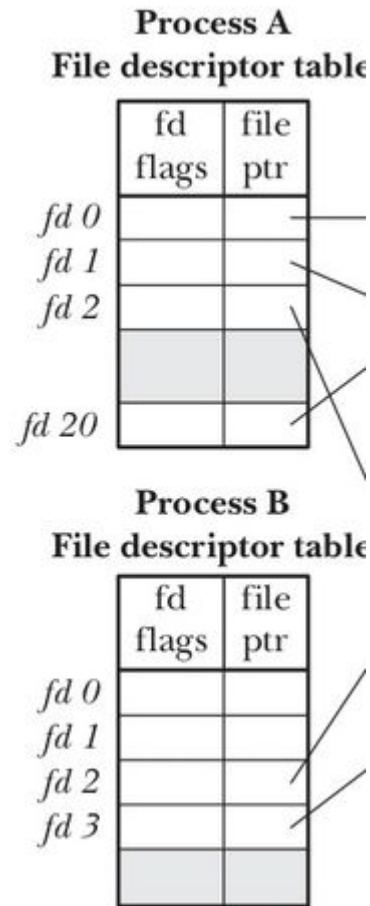 Process A
File descriptor table
fd file
flags ptr
fd 0
fd 1
fd 2
fd 20
Process B
File descriptor table
fd file
flags ptr
fd 0
fd 1
fd 2
fd 3